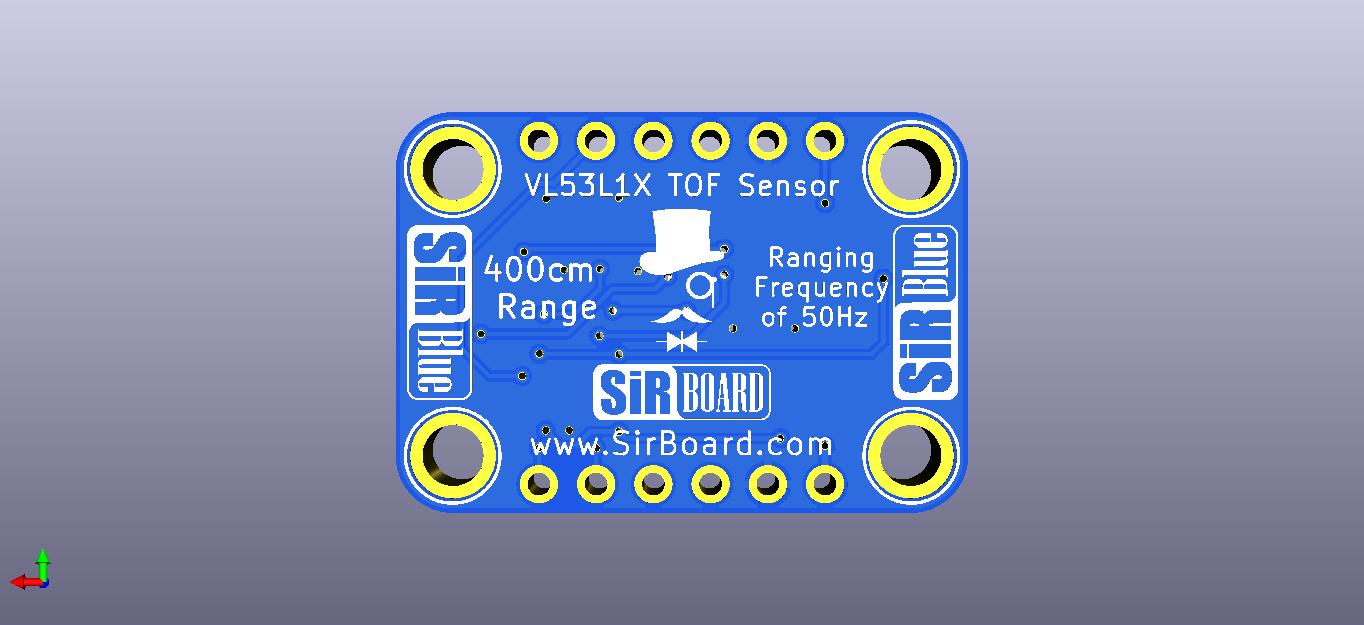 VL53L1X TOF Sensor
400cm
Range
Ranging
Frequency
of 50Hz
SiR Blue
SiR Blue
SiR BOARD
www.SirBoard.com